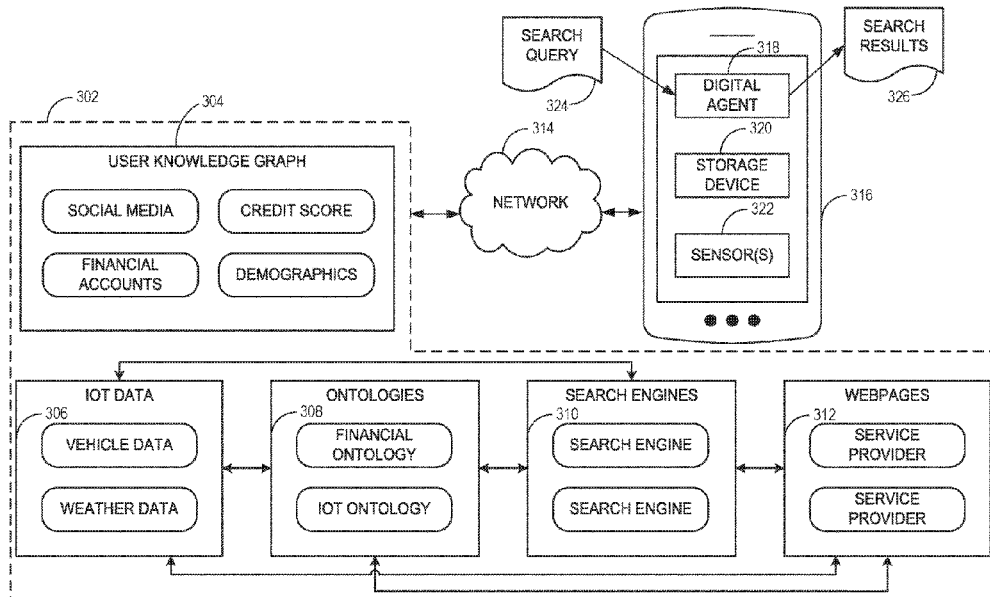 SEARCH
QUERY
324
318
DIGITAL
AGENT
320
STORAGE
DEVICE
322
SENSOR(S)
316
SEARCH
RESULTS
326
302
304
USER KNOWLEDGE GRAPH
SOCIAL MEDIA
CREDIT SCORE
FINANCIAL
ACCOUNTS
DEMOGRAPHICS
314
NETWORK
IOT DATA
306
VEHICLE DATA
WEATHER DATA
ONTOLOGIES
308
FINANCIAL
ONTOLOGY
IOT ONTOLOGY
SEARCH ENGINES
310
SEARCH ENGINE
SEARCH ENGINE
WEBPAGES
312
SERVICE
PROVIDER
SERVICE
PROVIDER